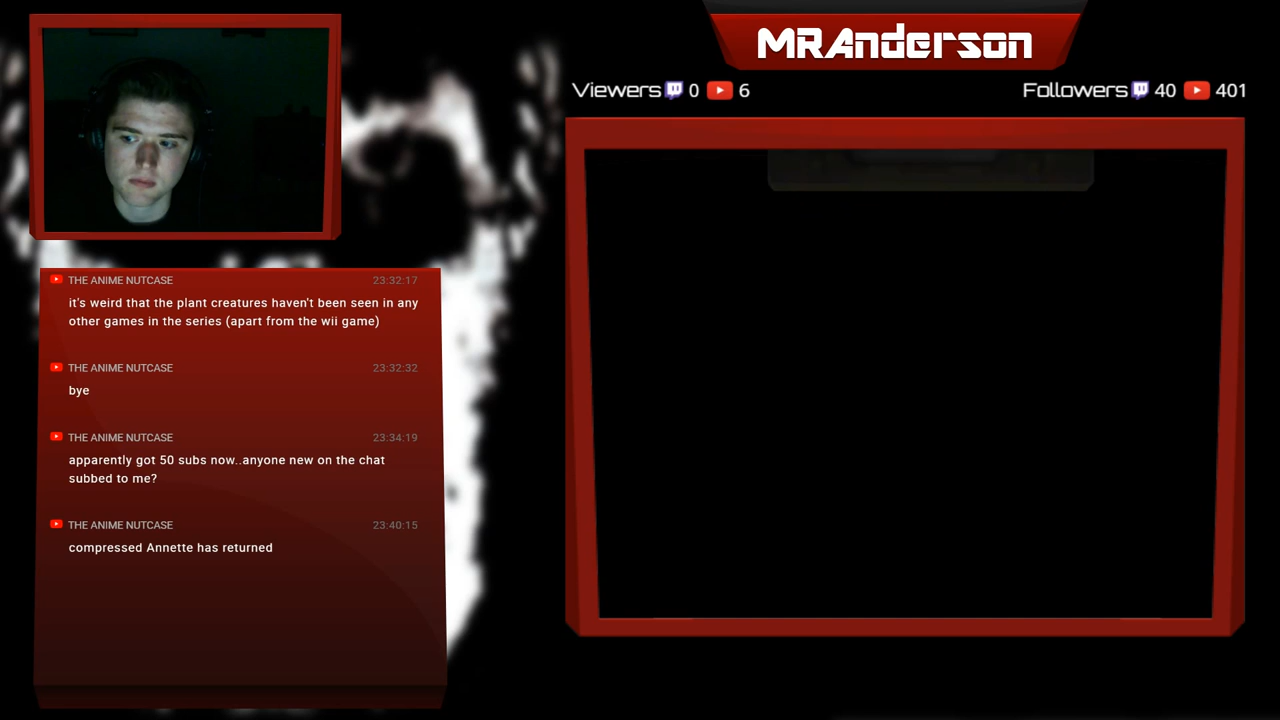 MRAnderson
Viewers 0 6
Followers 40 401
THE ANIME NUTCASE 23:32:17
it's weird that the plant creatures haven't been seen in any
other games in the series (apart from the wii game)
THE ANIME NUTCASE 23:32:32
bye
THE ANIME NUTCASE 23:34:19
apparently got 50 subs now..anyone new on the chat
subbed to me?
THE ANIME NUTCASE 23:40:15
compressed Annette has returned